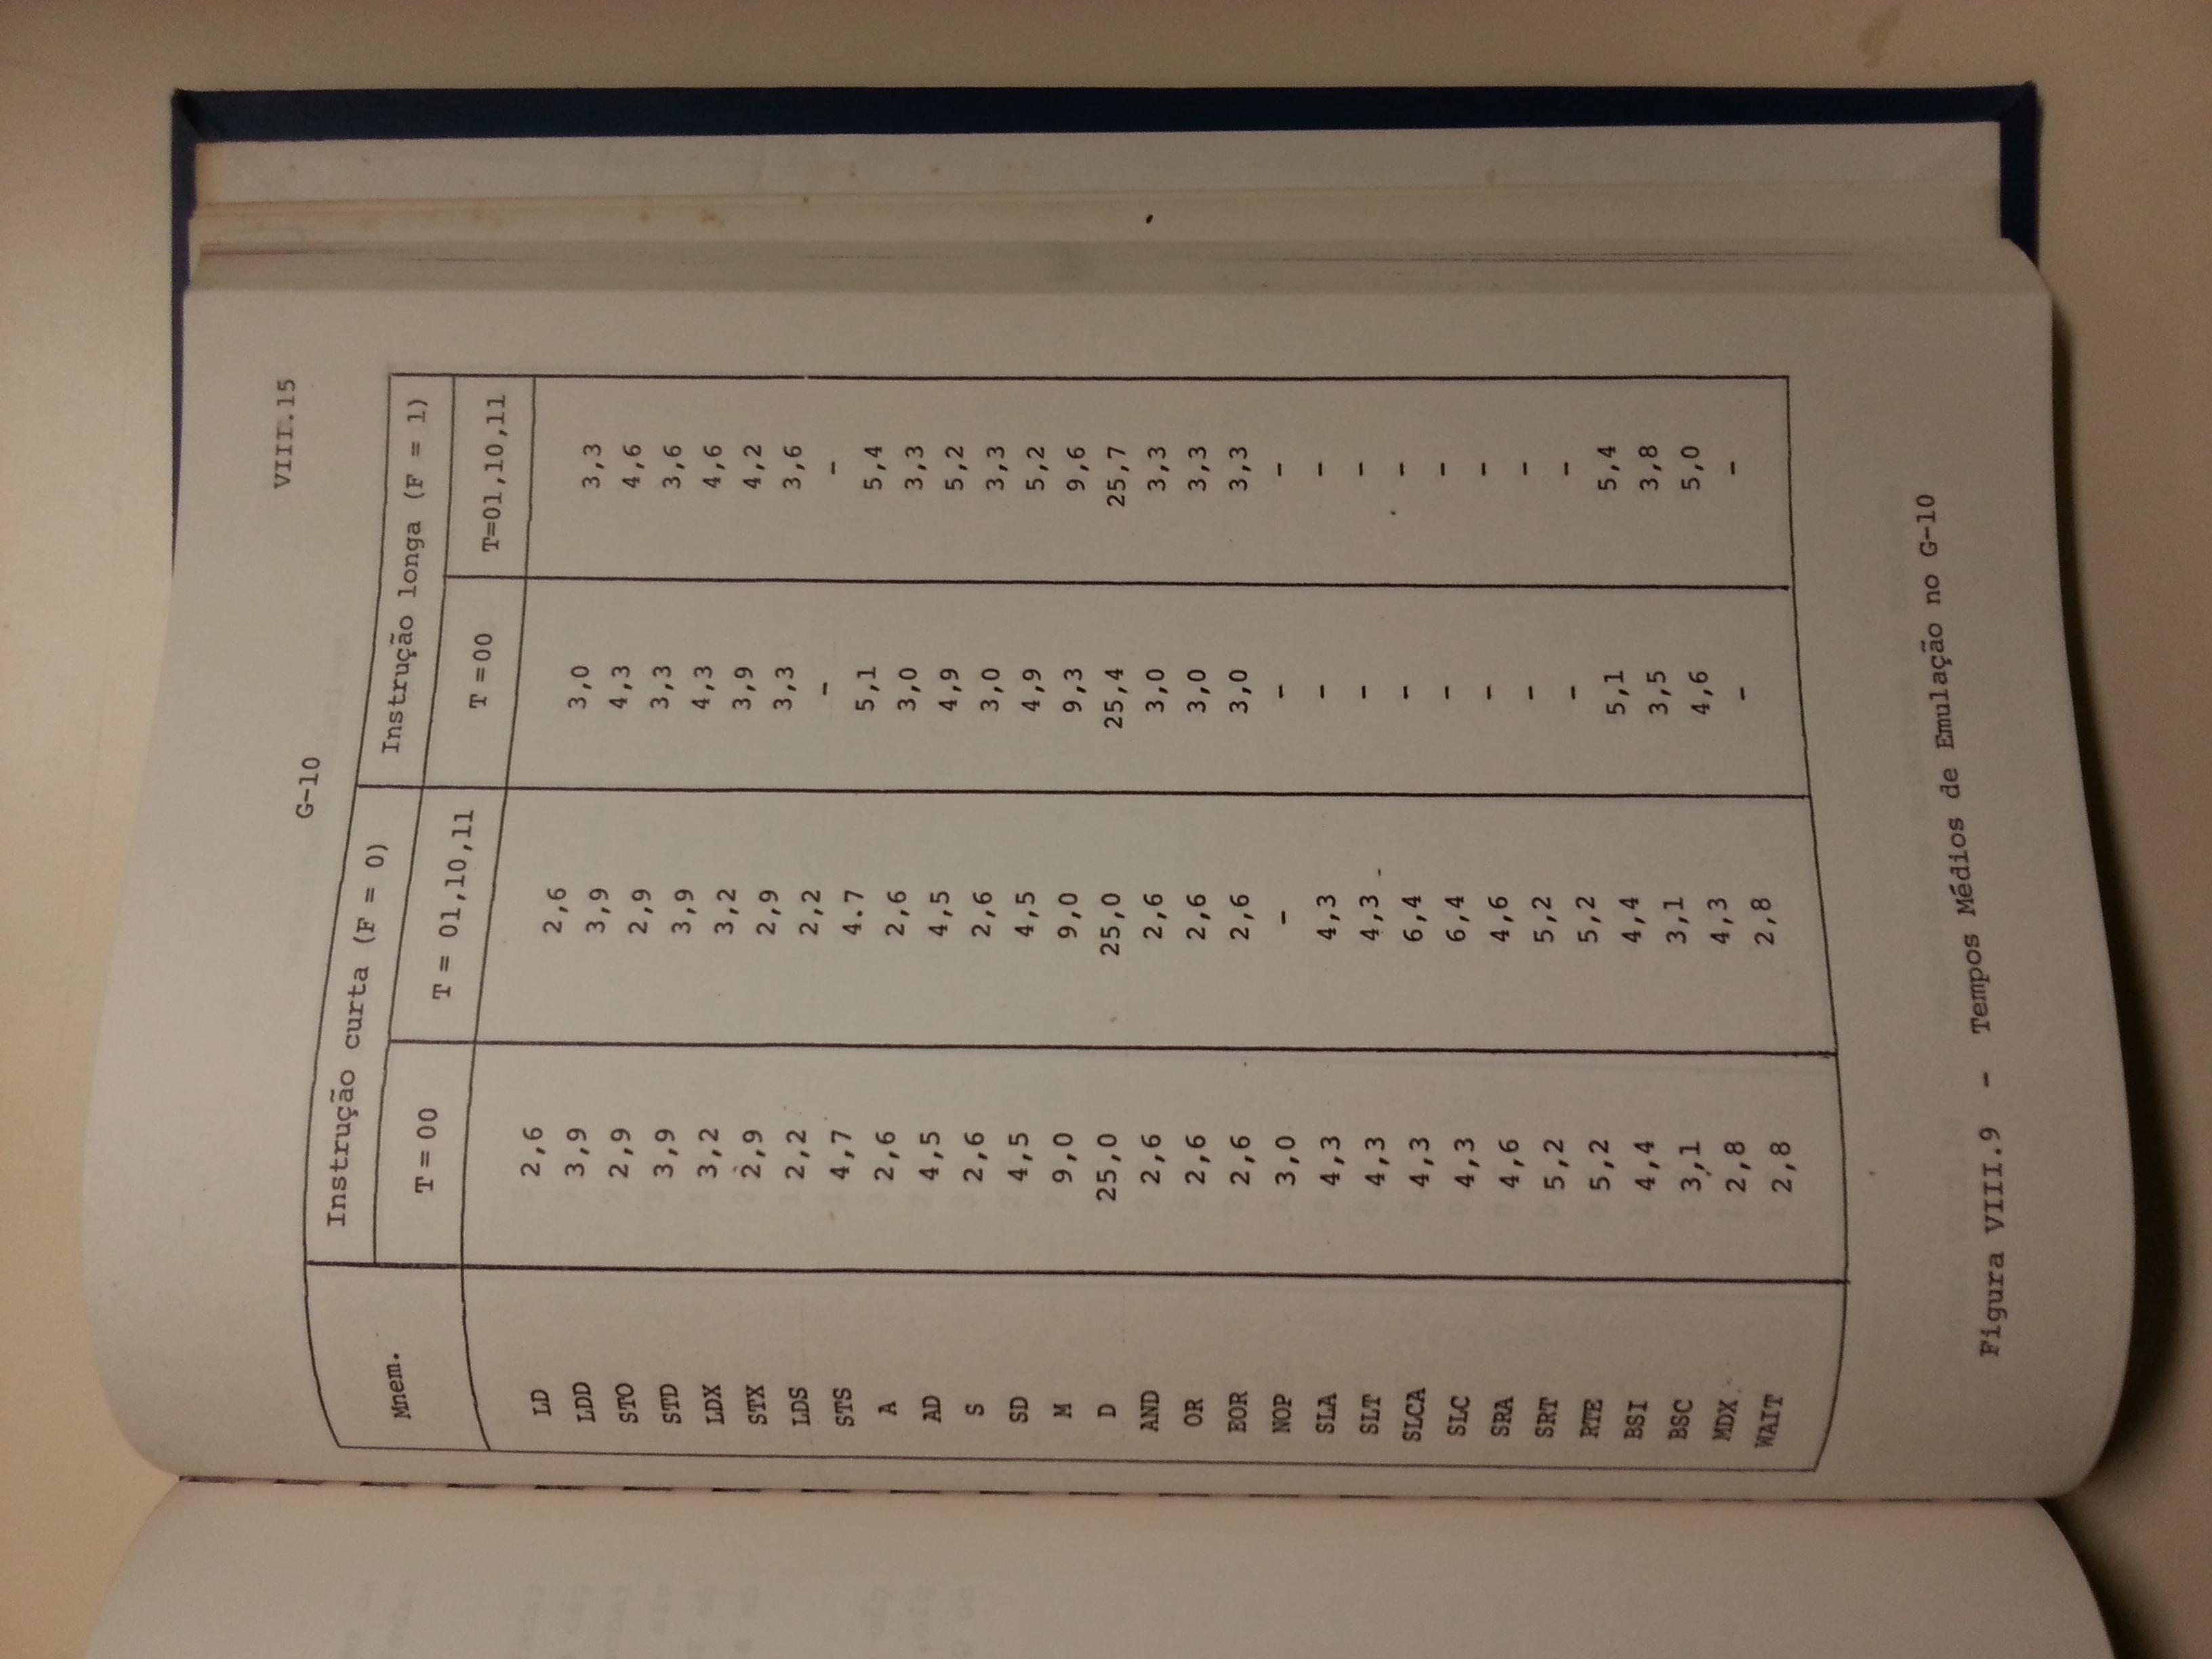 VIII.15
G-10
Mnem. Instrução curta (F = 0) Instrução longa (F = 1)
T = 00 T = 01,10,11 T =00 T=01,10,11
LD 2,6 2,6 3,0 3,3
LDD 3,9 3,9 4,3 4,6
STO 2,9 2,9 3,3 3,6
STD 3,9 3,9 4,3 4,6
LDX 3,2 3,2 3,9 4,2
STX 2,9 2,9 3,3 3,6
LDS 2,2 2,2 - -
STS 4,7 4.7 5,1 5,4
A 2,6 2,6 3,0 3,3
AD 4,5 4,5 4,9 5,2
S 2,6 2,6 3,0 3,3
SD 4,5 4,5 4,9 5,2
M 9,0 9,0 9,3 9,6
D 25,0 25,0 25,4 25,7
AND 2,6 2,6 3,0 3,3
OR 2,6 2,6 3,0 3,3
EOR 2,6 2,6 3,0 3,3
NOP 3,0 - - -
SLA 4,3 4,3 - -
SLT 4,3 4,3 - -
SLCA 4,3 6,4 - -
SLC 4,3 6,4 - -
SRA 4,6 4,6 - -
SRT 5,2 5,2 - -
RTE 5,2 5,2 - -
BSI 4,4 4,4 5,1 5,4
BSC 3,1 3,1 3,5 3,8
MDX 2,8 4,3 4,6 5,0
WAIT 2,8 2,8 - -
Figura VIII.9 - Tempos Médios de Emulação no G-10